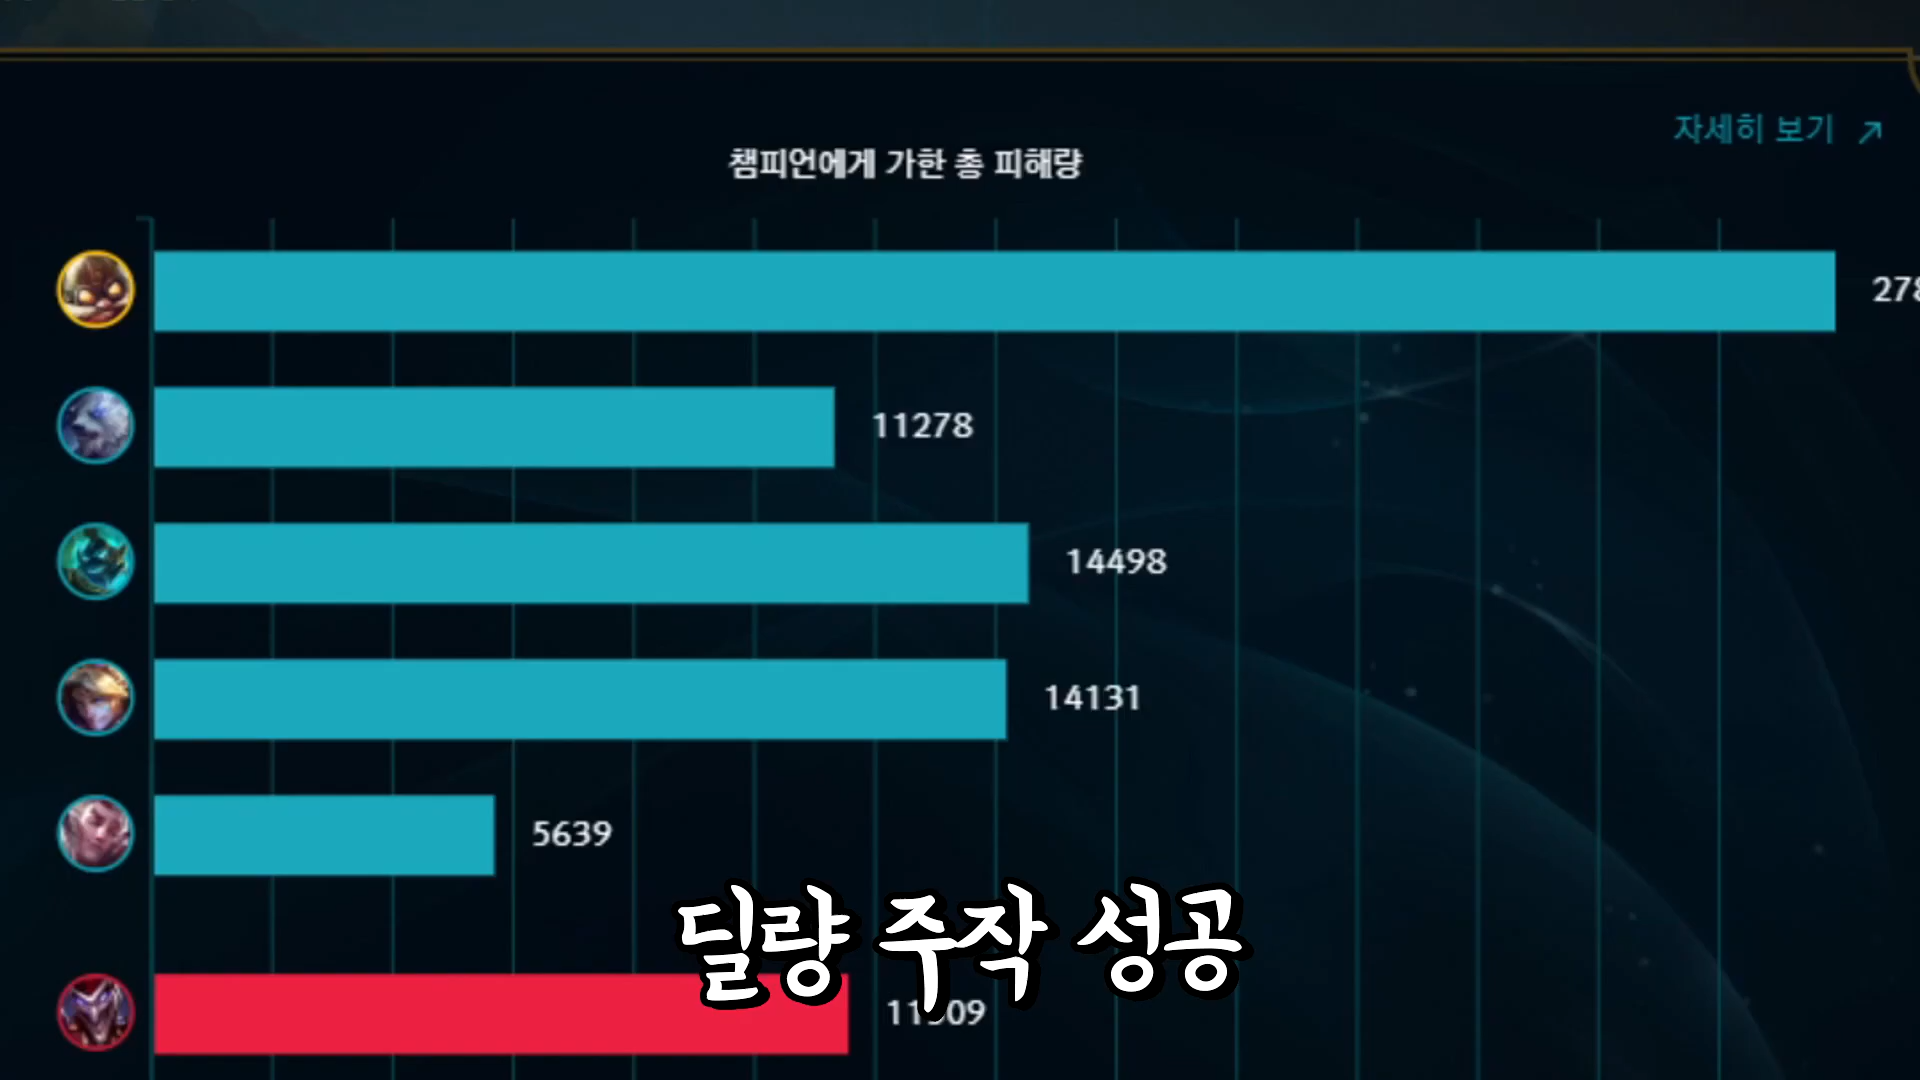 자세히 보기
챔피언에게 가한 총 피해량
11278
14498
14131
5639
딜량 주작 성공